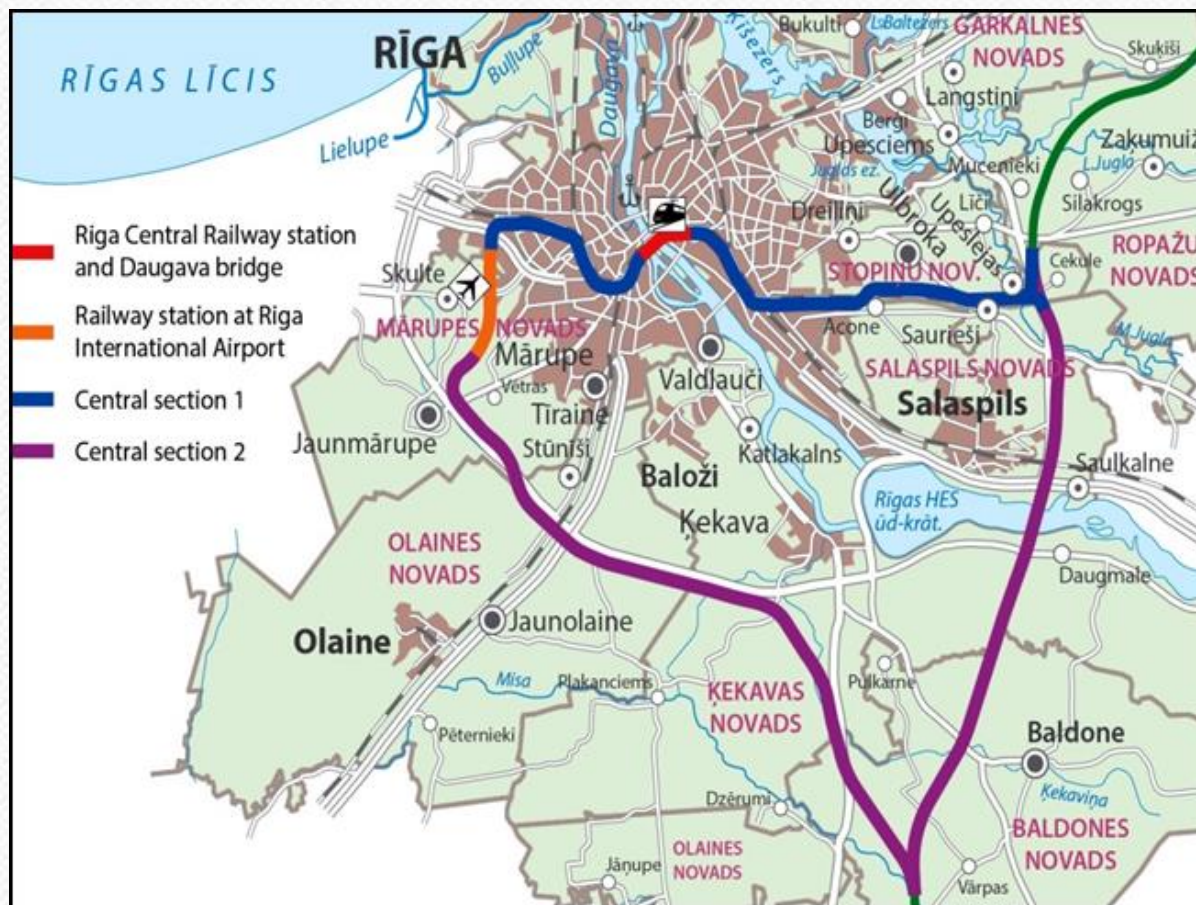 RĪGA
RĪGAS LĪCIS
Buļļupe
Lielupe
Daugava
Ķīšezers
Bukulti
Baltezers
GARKALNES
NOVADS
Skuķīši
Langstiņi
Berģi
Upesciems
Juglas ez.
Mucenieki
L.Jugla
Zaķumuiž
Silakrogs
Dreiliņi
Ulbroka
Līči
Upeslejas
ROPAŽU
NOVADS
STOPIŅU NOV.
Cekule
Acone
Saurieši
M.Jugla
Riga Central Railway station
and Daugava bridge
Railway station at Riga
International Airport
Central section 1
Central section 2
Skulte
MĀRUPES NOVADS
Mārupe
Vētras
Tīraine
Jaunmārupe
Stūnīši
Valdlauči
SALASPILS NOVADS
Salaspils
Katlakalns
Saulkalne
Baloži
Ķekava
Rīgas HES
ūd-krāt.
Daugmale
OLAINES
NOVADS
Olaine
Jaunolaine
Misa
Plakanciems
Pēternieki
ĶEKAVAS
NOVADS
Pulkarne
Baldone
Ķekaviņa
Dzērumi
BALDONES
NOVADS
OLAINES
NOVADS
Jāņupe
Vārpas